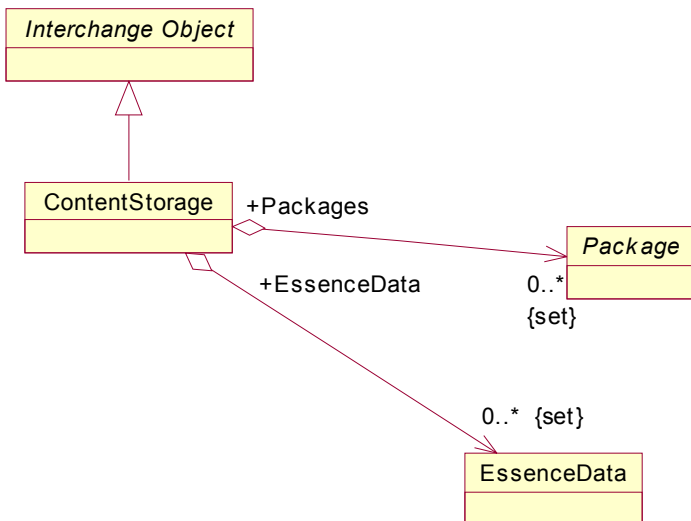 Interchange Object
ContentStorage
+Packages
Package
+EssenceData
0..*
{set}
0..* {set}
EssenceData